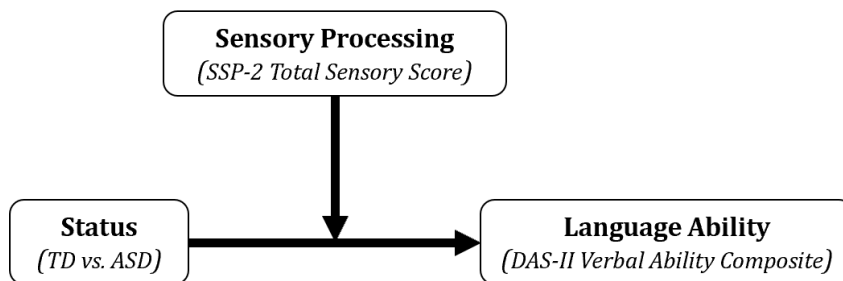 Sensory Processing
(SSP-2 Total Sensory Score)
Status
(TD vs. ASD)
Language Ability
(DAS-II Verbal Ability Composite)